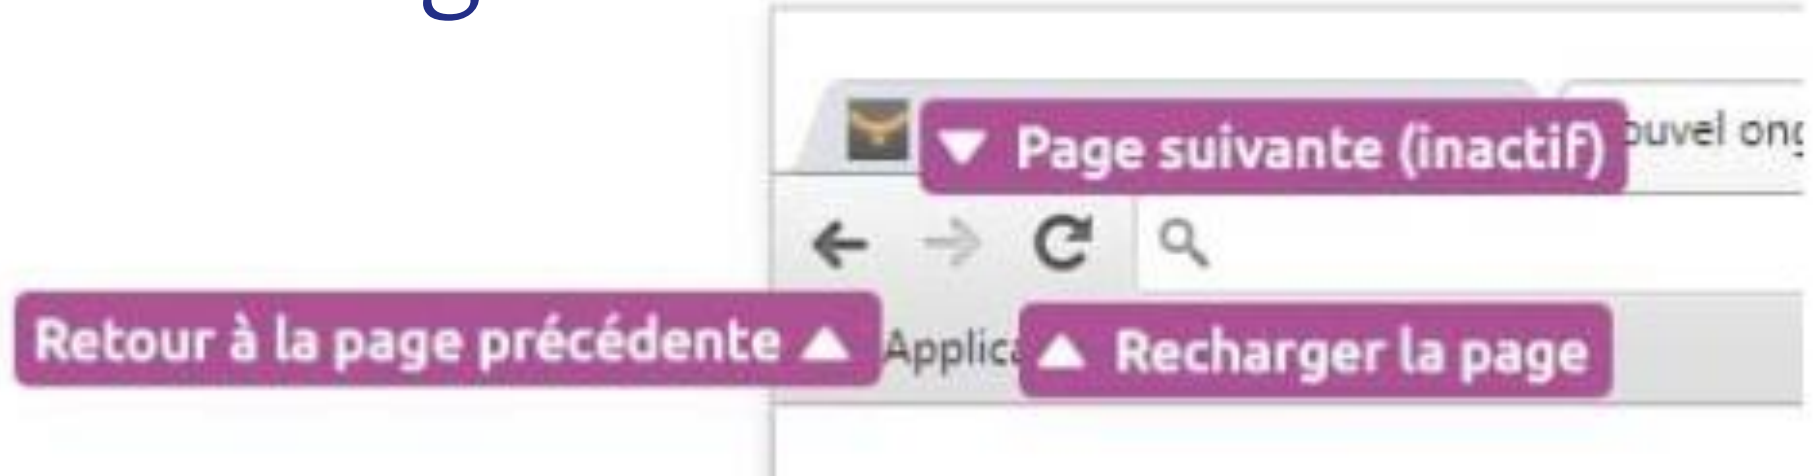 Page suivante (inactif)
Retour à la page précédente
Recharger la page